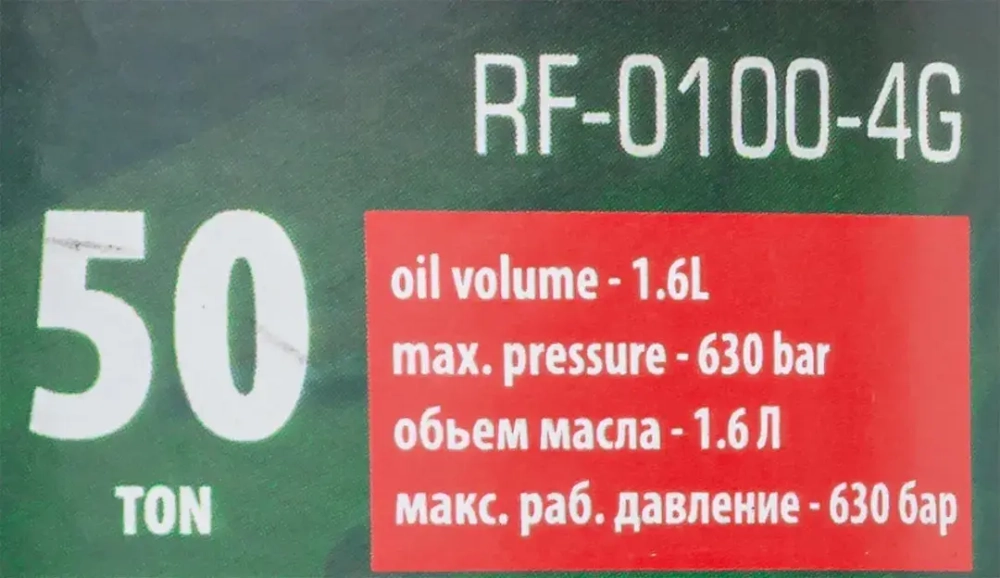 RF-0100-4G
50
TON
oil volume - 1.6L
max. pressure - 630 bar
обьем масла - 1.6 Л
макс. раб. давление - 630 бар